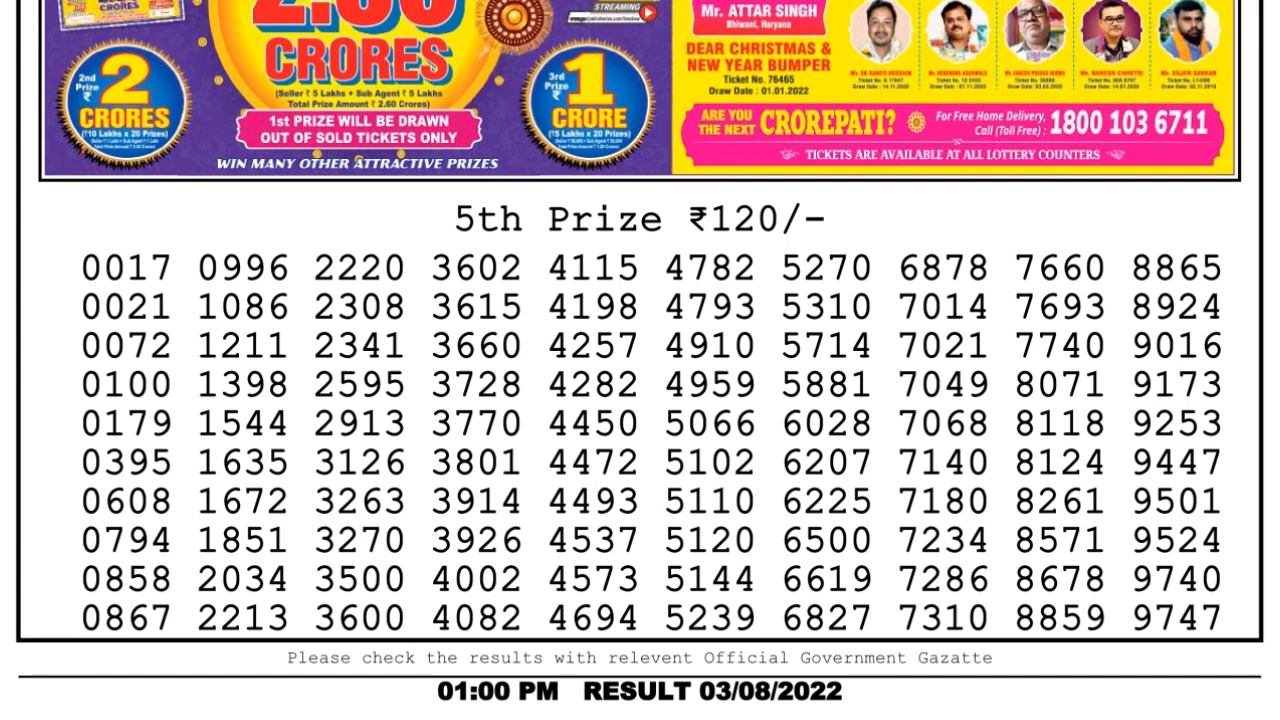 CRORES
STREAMING
2nd Prize ₹
2
CRORES
(₹10 Lakhs x 20 Prizes)
CRORES
(Seller ₹ 5 Lakhs + Sub Agent ₹ 5 Lakhs
Total Prize Amount ₹ 2.60 Crores)
1st PRIZE WILL BE DRAWN
OUT OF SOLD TICKETS ONLY
WIN MANY OTHER ATTRACTIVE PRIZES
3rd Prize ₹
1
CRORE
(₹5 Lakhs x 20 Prizes)
Mr. ATTAR SINGH
Bhiwani, Haryana
DEAR CHRISTMAS &
NEW YEAR BUMPER
Ticket No. 76465
Draw Date : 01.01.2022
ARE YOU
THE NEXT CROREPATI?
For Free Home Delivery,
Call (Toll Free) : 1800 103 6711
TICKETS ARE AVAILABLE AT ALL LOTTERY COUNTERS
5th Prize ₹120/-
0017 0996 2220 3602 4115 4782 5270 6878 7660 8865
0021 1086 2308 3615 4198 4793 5310 7014 7693 8924
0072 1211 2341 3660 4257 4910 5714 7021 7740 9016
0100 1398 2595 3728 4282 4959 5881 7049 8071 9173
0179 1544 2913 3770 4450 5066 6028 7068 8118 9253
0395 1635 3126 3801 4472 5102 6207 7140 8124 9447
0608 1672 3263 3914 4493 5110 6225 7180 8261 9501
0794 1851 3270 3926 4537 5120 6500 7234 8571 9524
0858 2034 3500 4002 4573 5144 6619 7286 8678 9740
0867 2213 3600 4082 4694 5239 6827 7310 8859 9747
Please check the results with relevent Official Government Gazatte
01:00 PM RESULT 03/08/2022